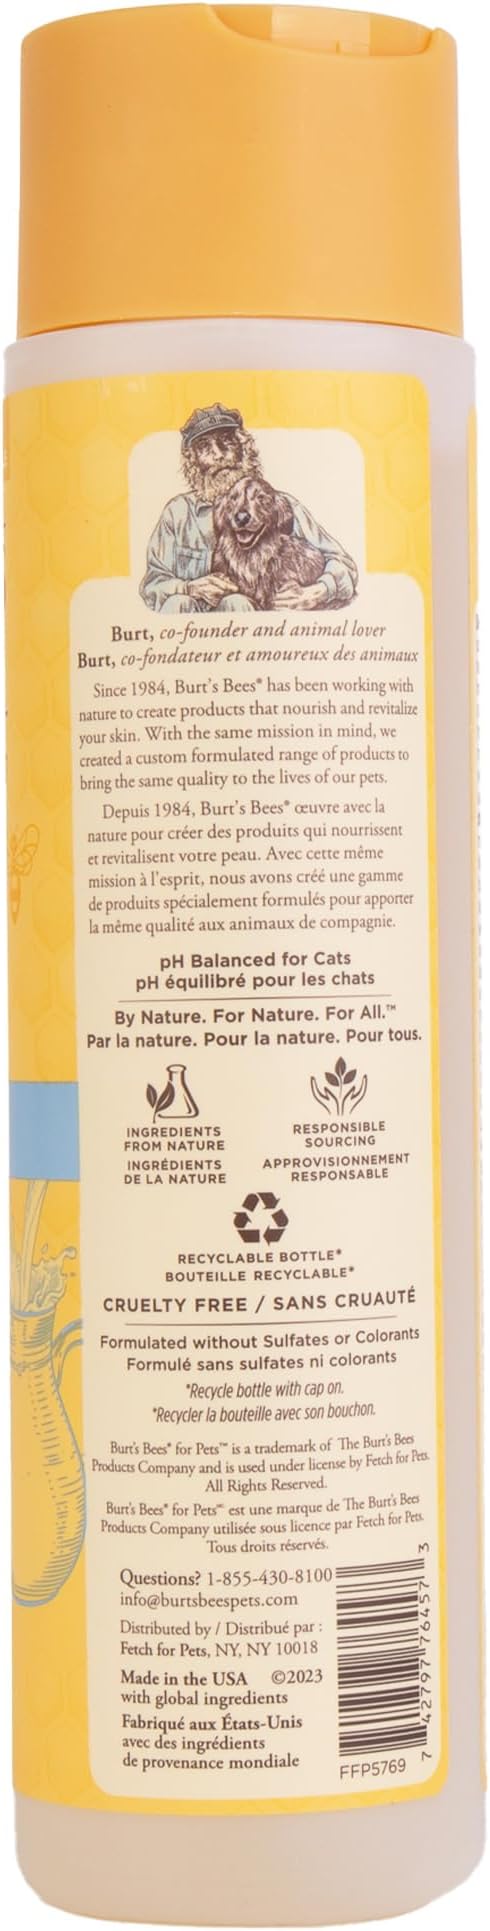 Burt, co-founder and animal lover
Burt, co-fondateur et amoureux des animaux
Since 1984, Burt's Bees® has been working with
nature to create products that nourish and revitalize
your skin. With the same mission in mind, we
created a custom formulated range of products to
bring the same quality to the lives of our pets.
Depuis 1984, Burt's Bees® œuvre avec la
nature pour créer des produits qui nourrissent
et revitalisent votre peau. Avec cette même
mission à l'esprit, nous avons créé une gamme
de produits spécialement formulés pour apporter
la même qualité aux animaux de compagnie.
pH Balanced for Cats
pH équilibré pour les chats
By Nature. For Nature. For All.™
Par la nature. Pour la nature. Pour tous.
INGREDIENTS
FROM NATURE
INGRÉDIENTS
DE LA NATURE
RESPONSIBLE
SOURCING
APPROVISIONNEMENT
RESPONSABLE
RECYCLABLE BOTTLE*
BOUTEILLE RECYCLABLE*
CRUELTY FREE / SANS CRUAUTÉ
Formulated without Sulfates or Colorants
Formulé sans sulfates ni colorants
*Recycle bottle with cap on.
*Recycler la bouteille avec son bouchon.
Burt's Bees® for Pets™ is a trademark of The Burt's Bees
Products Company and is used under license by Fetch for Pets.
All Rights Reserved.
Burt's Bees® for Pets est une marque de The Burt's Bees
Products Company utilisée sous licence par Fetch for Pets.
Tous droits réservés.
Questions? 1-855-430-8100
info@burtsbeespets.com
Distributed by / Distribué par :
Fetch for Pets, NY, NY 10018
Made in the USA ©2023
with global ingredients
Fabriqué aux États-Unis
avec des ingrédients
de provenance mondiale
7 42797 76457 3
FFP5769